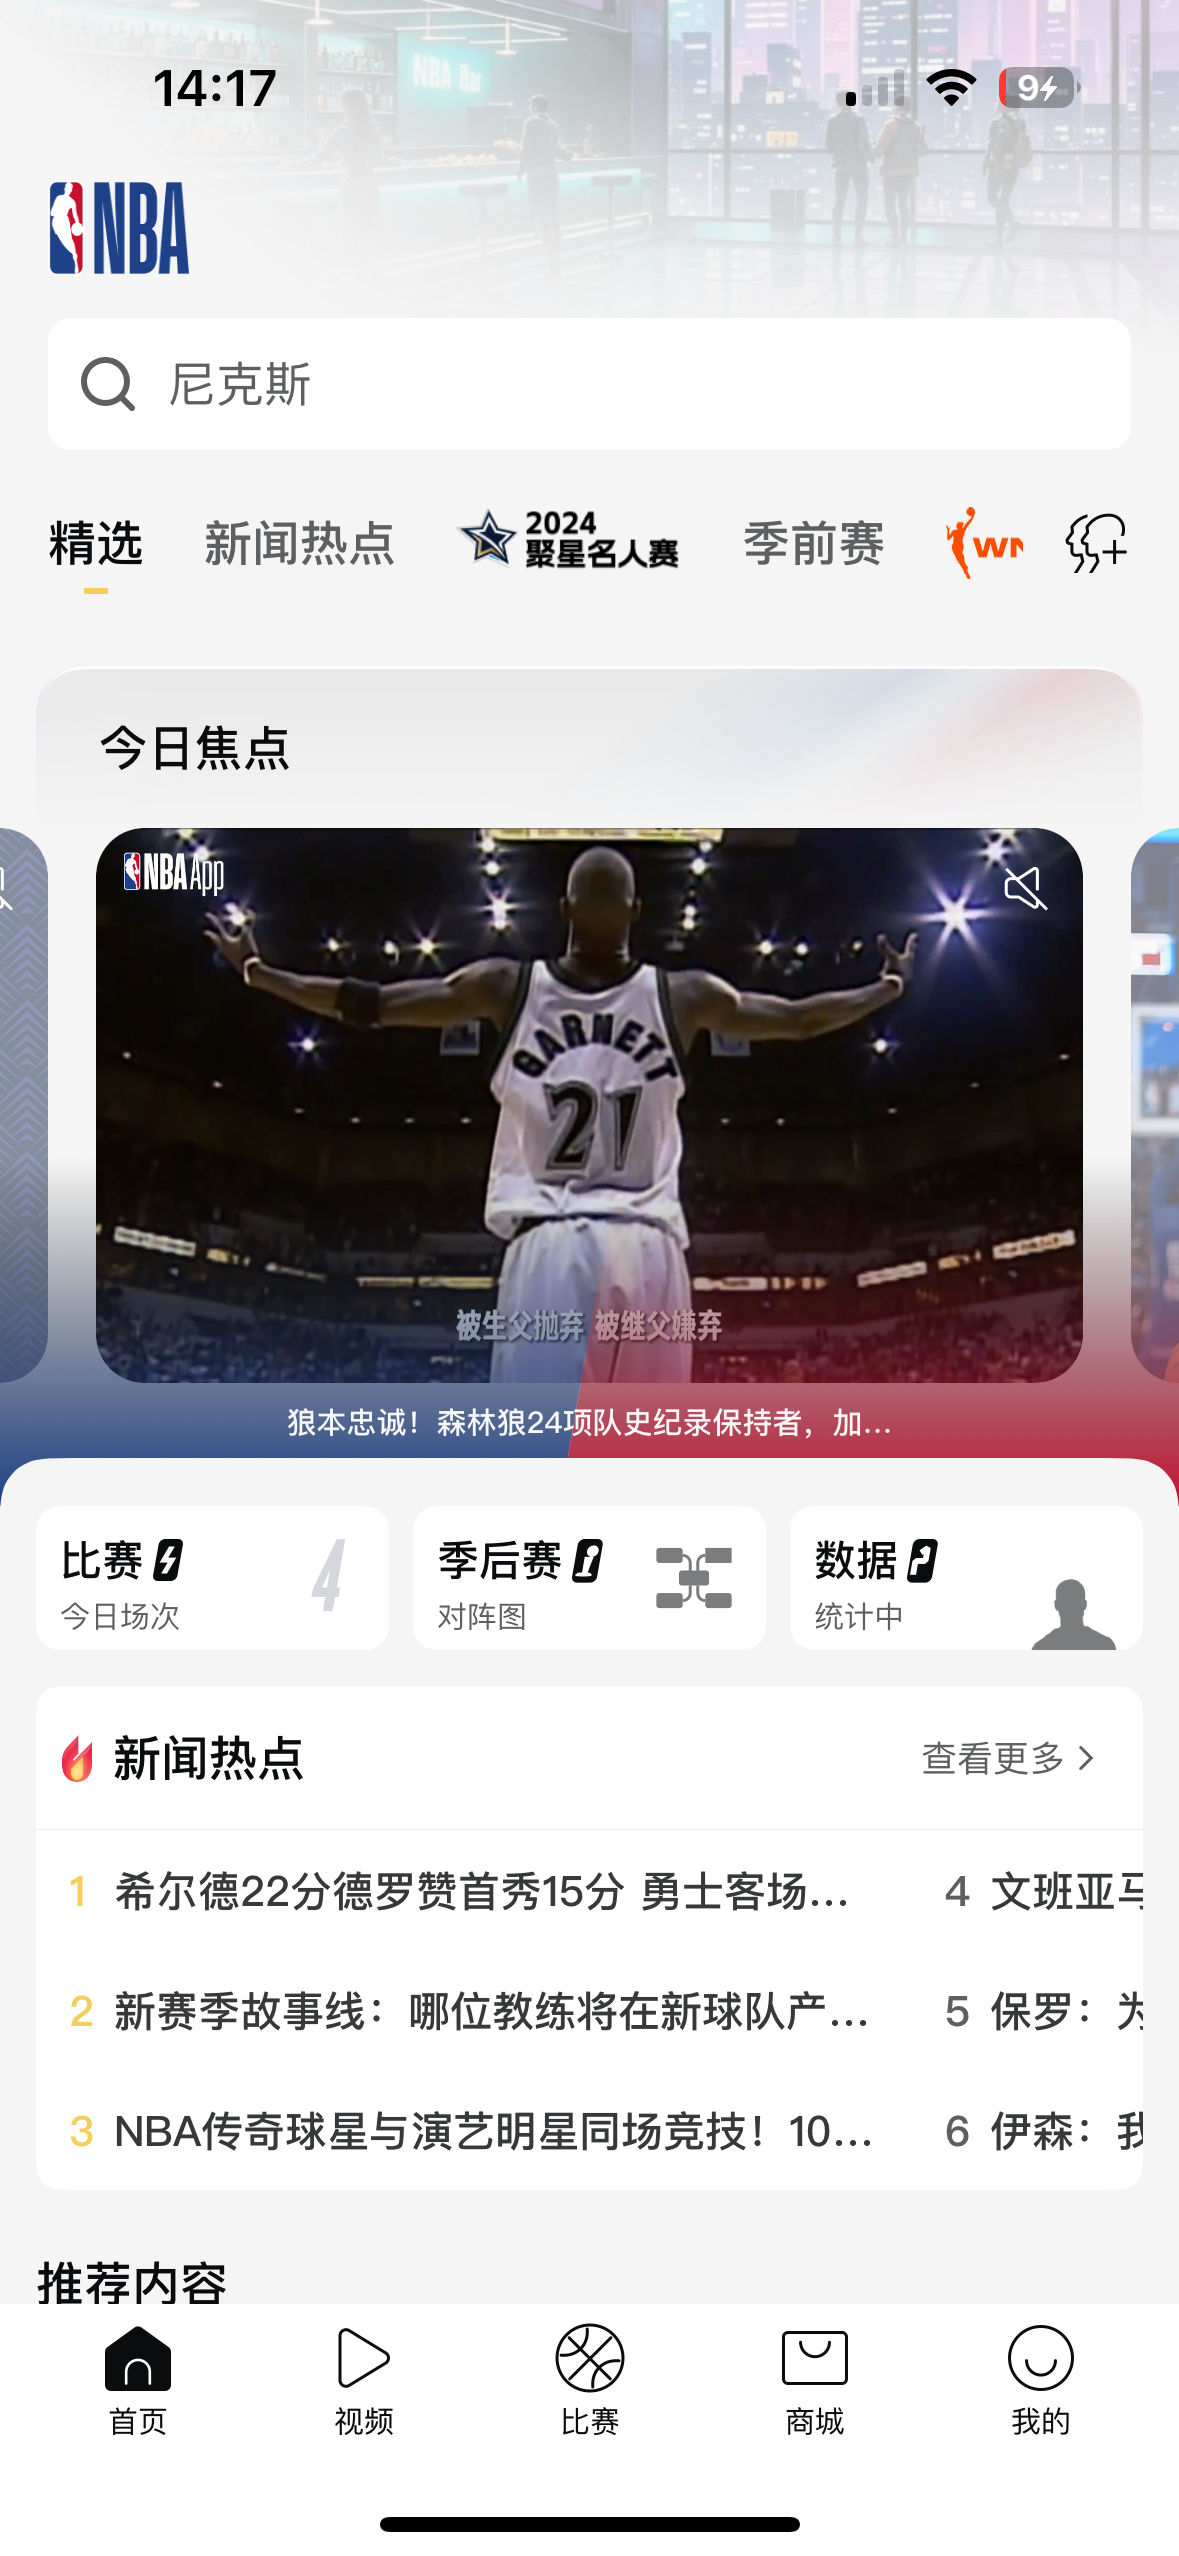 14:17
9
NBA Bar
NBA
尼克斯
精选
新闻热点
2024
聚星名人赛
季前赛
今日焦点
NBA App
GARNETT
21
被生父抛弃 被继父嫌弃
狼本忠诚！森林狼24项队史纪录保持者，加...
比赛
今日场次
4
季后赛
对阵图
数据
统计中
新闻热点
查看更多
1 希尔德22分德罗赞首秀15分 勇士客场...
4 文班亚马
2 新赛季故事线：哪位教练将在新球队产...
5 保罗：为
3 NBA传奇球星与演艺明星同场竞技！10...
6 伊森：我
推荐内容
首页
视频
比赛
商城
我的